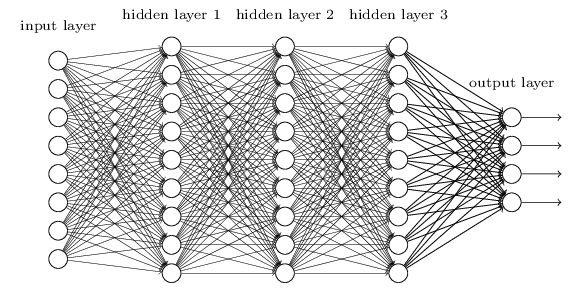 input layer
hidden layer 1
hidden layer 2
hidden layer 3
output layer